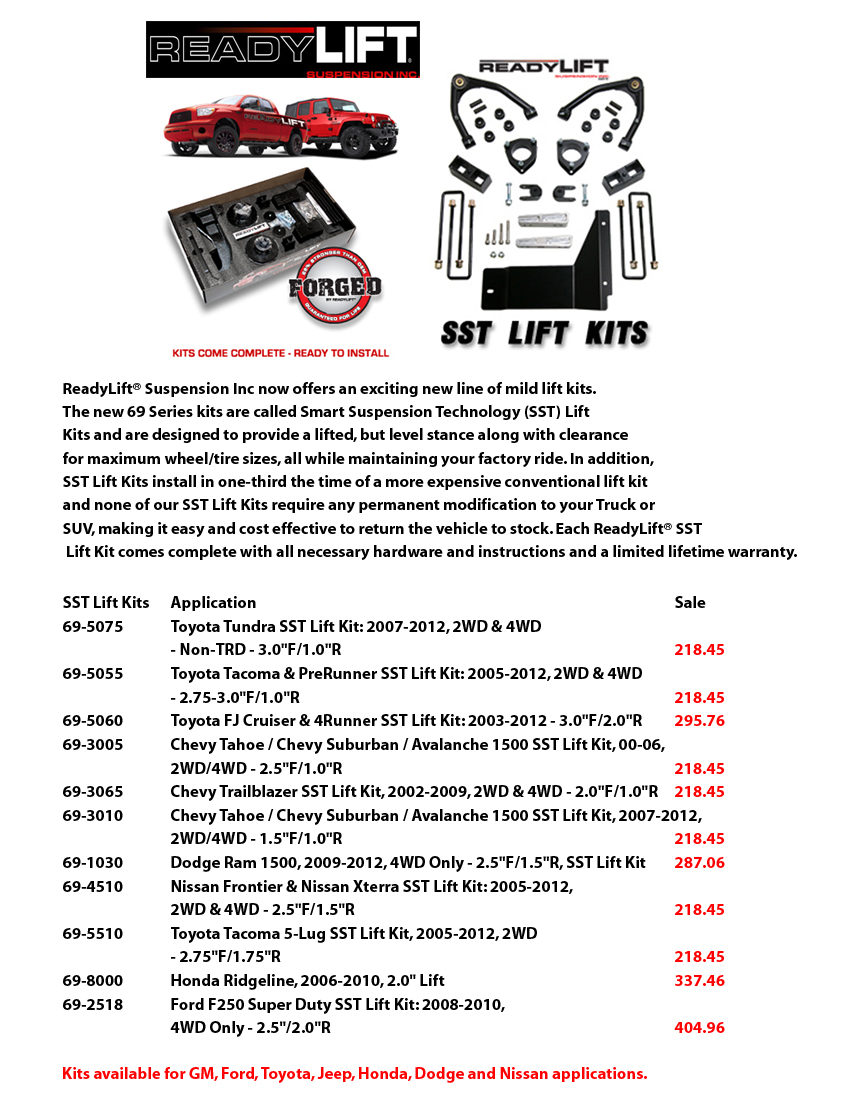 READYLIFT®
SUSPENSION INC.
READYLIFT
READYLIFT
READYLIFT
SUSPENSION INC.
FORGED
BY READYLIFT®
GUARANTEED FOR LIFE
SST LIFT KITS
KITS COME COMPLETE - READY TO INSTALL
ReadyLift® Suspension Inc now offers an exciting new line of mild lift kits.
The new 69 Series kits are called Smart Suspension Technology (SST) Lift
Kits and are designed to provide a lifted, but level stance along with clearance
for maximum wheel/tire sizes, all while maintaining your factory ride. In addition,
SST Lift Kits install in one-third the time of a more expensive conventional lift kit
and none of our SST Lift Kits require any permanent modification to your Truck or
SUV, making it easy and cost effective to return the vehicle to stock. Each ReadyLift® SST
Lift Kit comes complete with all necessary hardware and instructions and a limited lifetime warranty.
SST Lift Kits Application Sale
69-5075 Toyota Tundra SST Lift Kit: 2007-2012, 2WD & 4WD
- Non-TRD - 3.0"F/1.0"R 218.45
69-5055 Toyota Tacoma & PreRunner SST Lift Kit: 2005-2012, 2WD & 4WD
- 2.75-3.0"F/1.0"R 218.45
69-5060 Toyota FJ Cruiser & 4Runner SST Lift Kit: 2003-2012 - 3.0"F/2.0"R 295.76
69-3005 Chevy Tahoe / Chevy Suburban / Avalanche 1500 SST Lift Kit, 00-06,
2WD/4WD - 2.5"F/1.0"R 218.45
69-3065 Chevy Trailblazer SST Lift Kit, 2002-2009, 2WD & 4WD - 2.0"F/1.0"R 218.45
69-3010 Chevy Tahoe / Chevy Suburban / Avalanche 1500 SST Lift Kit, 2007-2012,
2WD/4WD - 1.5"F/1.0"R 218.45
69-1030 Dodge Ram 1500, 2009-2012, 4WD Only - 2.5"F/1.5"R, SST Lift Kit 287.06
69-4510 Nissan Frontier & Nissan Xterra SST Lift Kit: 2005-2012,
2WD & 4WD - 2.5"F/1.5"R 218.45
69-5510 Toyota Tacoma 5-Lug SST Lift Kit, 2005-2012, 2WD
- 2.75"F/1.75"R 218.45
69-8000 Honda Ridgeline, 2006-2010, 2.0" Lift 337.46
69-2518 Ford F250 Super Duty SST Lift Kit: 2008-2010,
4WD Only - 2.5"/2.0"R 404.96
Kits available for GM, Ford, Toyota, Jeep, Honda, Dodge and Nissan applications.